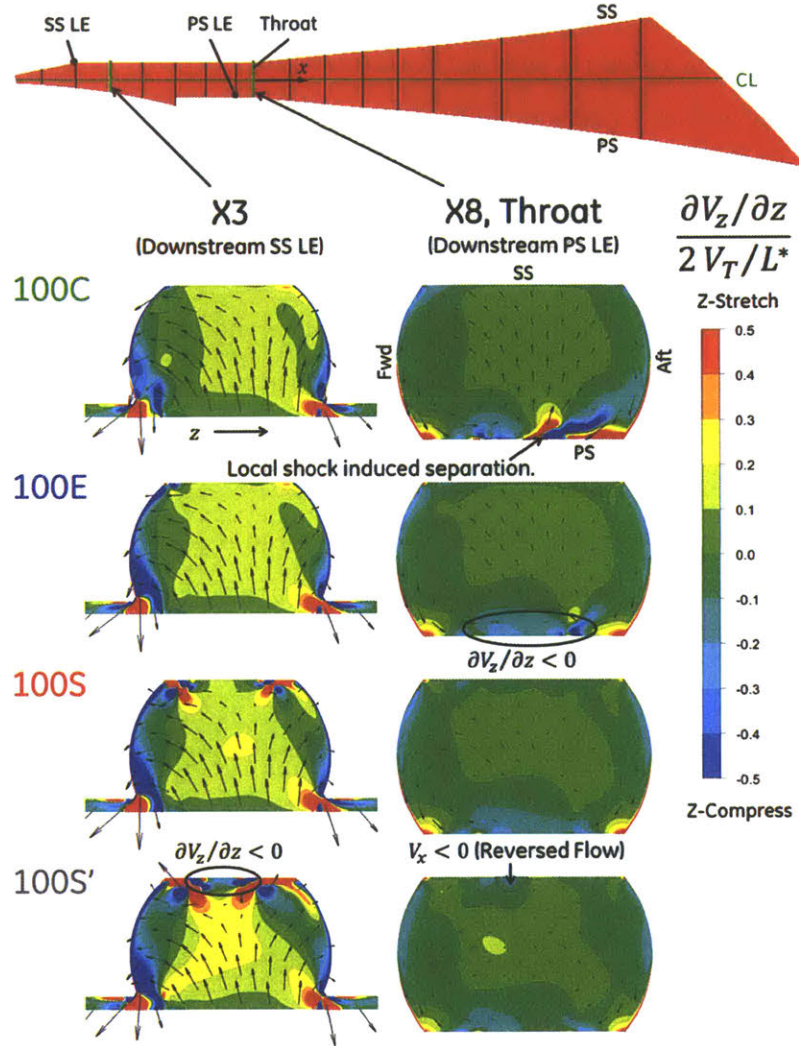 SS LE
PS LE
Throat
SS
x
CL
PS
X3
X8, Throat
(Downstream SS LE)
(Downstream PS LE)
∂V_z/∂z
2 V_T/L*
SS
100C
Z-Stretch
0.5
0.4
0.3
0.2
0.1
0.0
-0.1
-0.2
-0.3
-0.4
-0.5
Z-Compress
Fwd
Aft
z
PS
Local shock induced separation.
100E
∂V_z/∂z < 0
100S
∂V_z/∂z < 0
V_x < 0 (Reversed Flow)
100S'